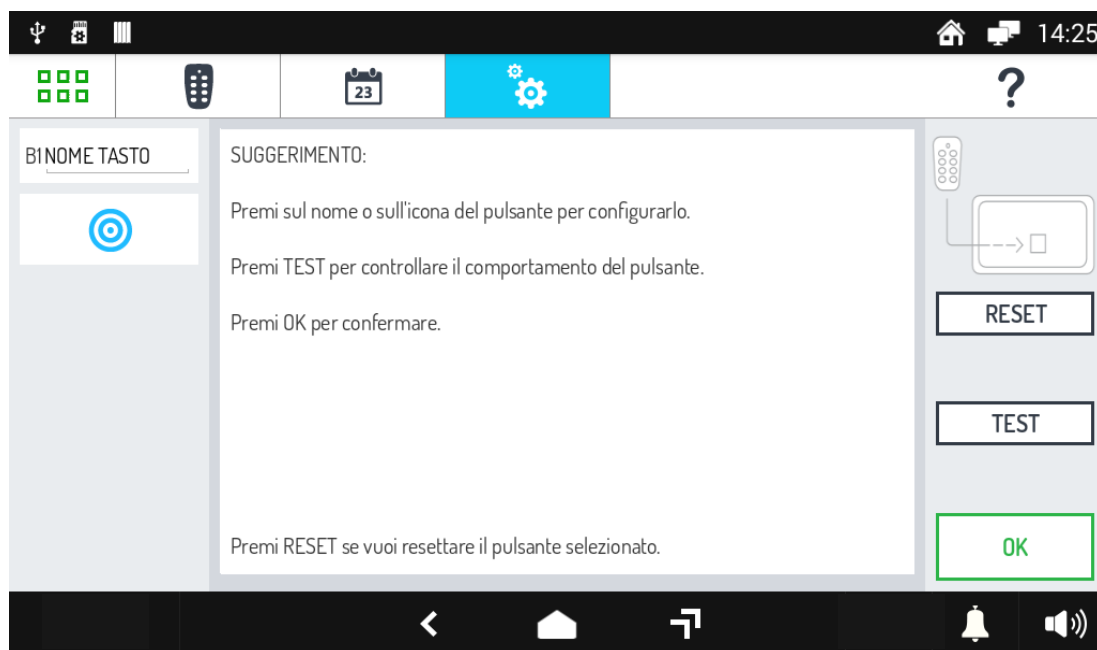 14:25
23
?
B1 NOME TASTO
SUGGERIMENTO:
Premi sul nome o sull'icona del pulsante per configurarlo.
Premi TEST per controllare il comportamento del pulsante.
Premi OK per confermare.
Premi RESET se vuoi resettare il pulsante selezionato.
RESET
TEST
OK